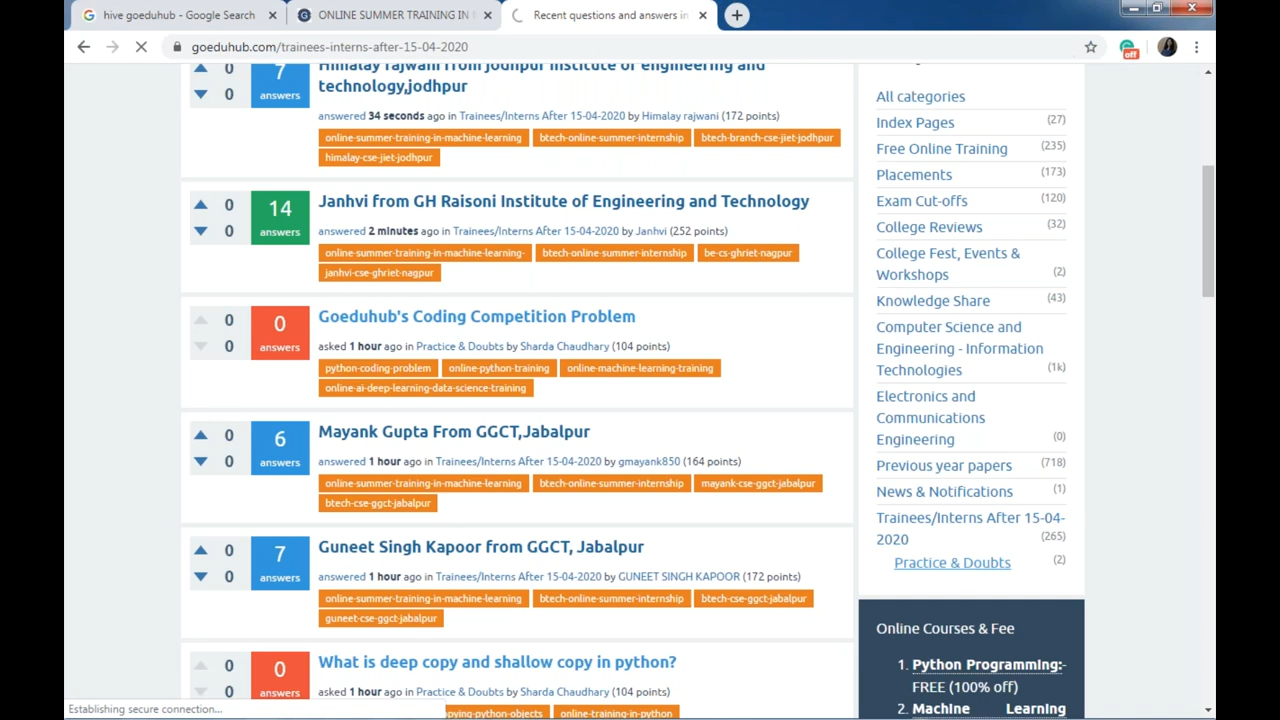 hive goeduhub - Google Search
ONLINE SUMMER TRAINING IN
Recent questions and answers in
goeduhub.com/trainees-interns-after-15-04-2020
off
0 7 Himalay rajwani from jodhpur institute of engineering and
0 answers technology,jodhpur
answered 34 seconds ago in Trainees/Interns After 15-04-2020 by Himalay rajwani (172 points)
online-summer-training-in-machine-learning btech-online-summer-internship btech-branch-cse-jiet-jodhpur
himalay-cse-jiet-jodhpur
0 14 Janhvi from GH Raisoni Institute of Engineering and Technology
0 answers answered 2 minutes ago in Trainees/Interns After 15-04-2020 by Janhvi (252 points)
online-summer-training-in-machine-learning- btech-online-summer-internship be-cs-ghriet-nagpur
janhvi-cse-ghriet-nagpur
0 0 Goeduhub's Coding Competition Problem
0 answers asked 1 hour ago in Practice & Doubts by Sharda Chaudhary (104 points)
python-coding-problem online-python-training online-machine-learning-training
online-ai-deep-learning-data-science-training
0 6 Mayank Gupta From GGCT,Jabalpur
0 answers answered 1 hour ago in Trainees/Interns After 15-04-2020 by gmayank850 (164 points)
online-summer-training-in-machine-learning btech-online-summer-internship mayank-cse-ggct-jabalpur
btech-cse-ggct-jabalpur
0 7 Guneet Singh Kapoor from GGCT, Jabalpur
0 answers answered 1 hour ago in Trainees/Interns After 15-04-2020 by GUNEET SINGH KAPOOR (172 points)
online-summer-training-in-machine-learning btech-online-summer-internship btech-cse-ggct-jabalpur
guneet-cse-ggct-jabalpur
0 0 What is deep copy and shallow copy in python?
0 answers asked 1 hour ago in Practice & Doubts by Sharda Chaudhary (104 points)
online-training-in-python
Establishing secure connection...
All categories
Index Pages (27)
Free Online Training (235)
Placements (173)
Exam Cut-offs (120)
College Reviews (32)
College Fest, Events &
Workshops (2)
Knowledge Share (43)
Computer Science and
Engineering - Information
Technologies (1k)
Electronics and
Communications
Engineering (0)
Previous year papers (718)
News & Notifications (1)
Trainees/Interns After 15-04-
2020 (265)
Practice & Doubts (2)
Online Courses & Fee
1. Python Programming:-
FREE (100% off)
2. Machine Learning